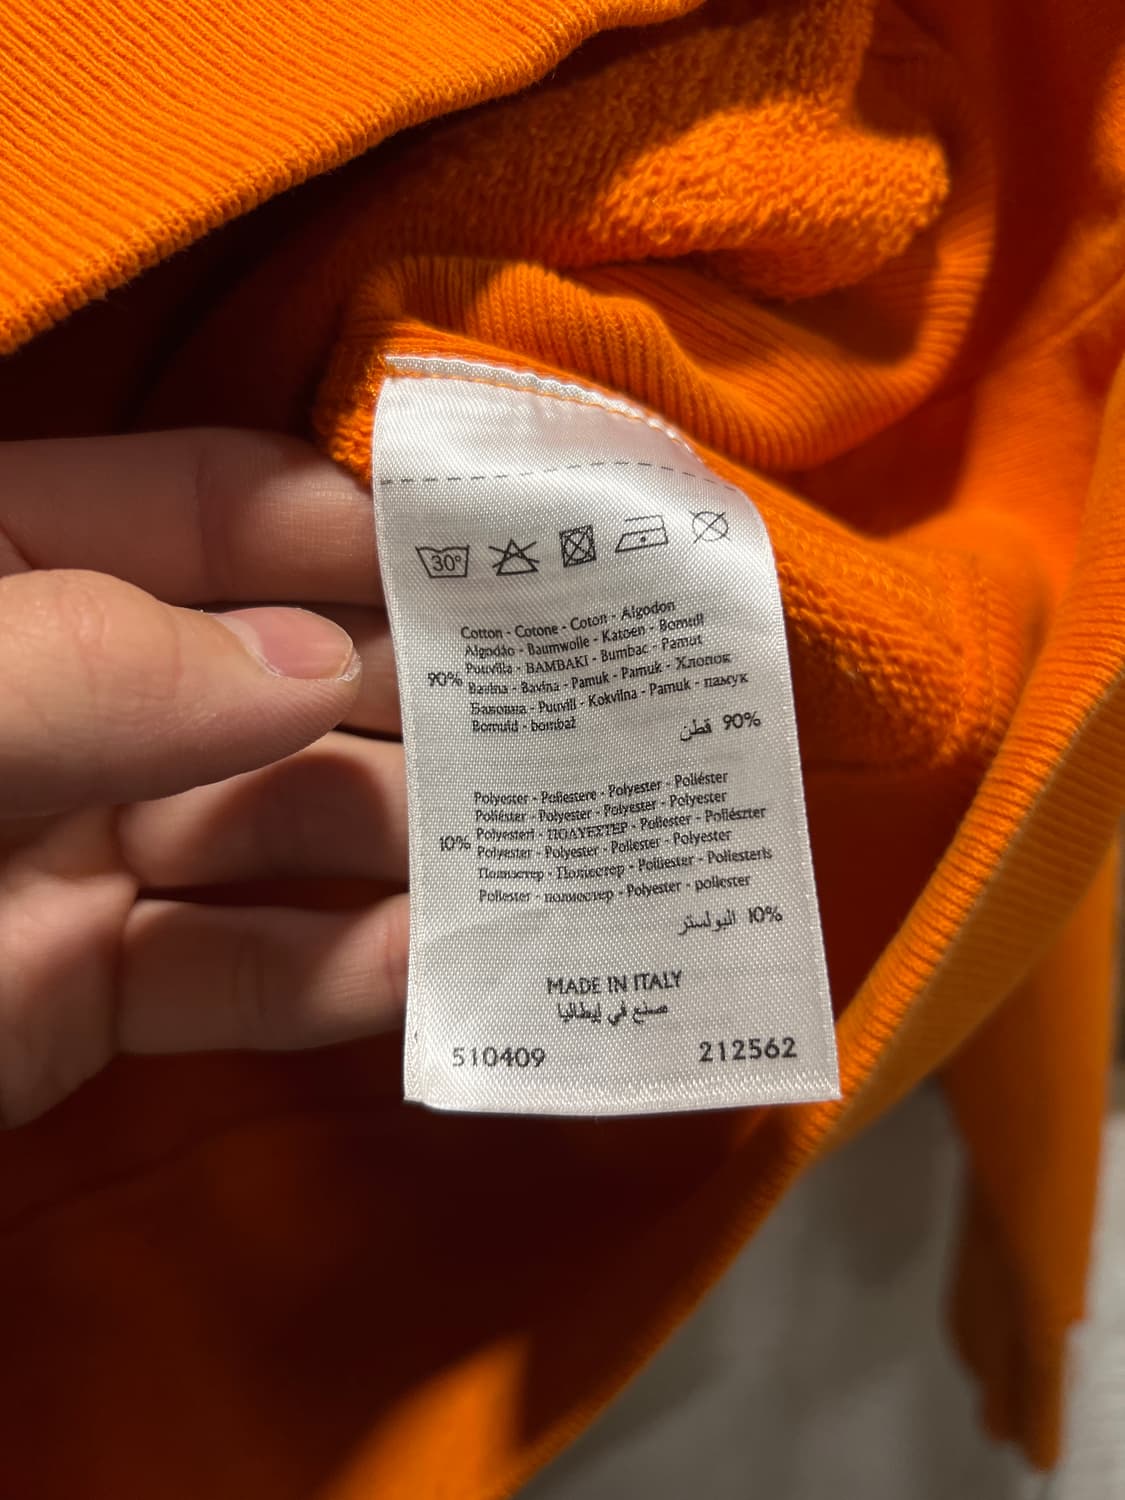 30°
Cotton - Cotone - Coton - Algodon
Algodão - Baumwolle - Katoen - Bomull
Puuvilla - BAMBAKI - Bumbac - Pamut
90% Bavlna - Bavlna - Pamuk - Pamuk - Хлопок
Бавовна - Puuvill - Kokvilna - Pamuk - памук
Bomuld - bombaž
90% قطن
Polyester - Poliestere - Polyester - Poliéster
Poliéster - Polyester - Polyester - Polyester
10% Polyesteri - ΠΟΛΥΕΣΤΕΡ - Poliester - Poliészter
Polyester - Polyester - Poliester - Polyester
Полиэстер - Поліестер - Polüester - Poliesteris
Poliester - полиестер - Polyester - poliester
10% البولستر
MADE IN ITALY
صنع في إيطاليا
510409 212562